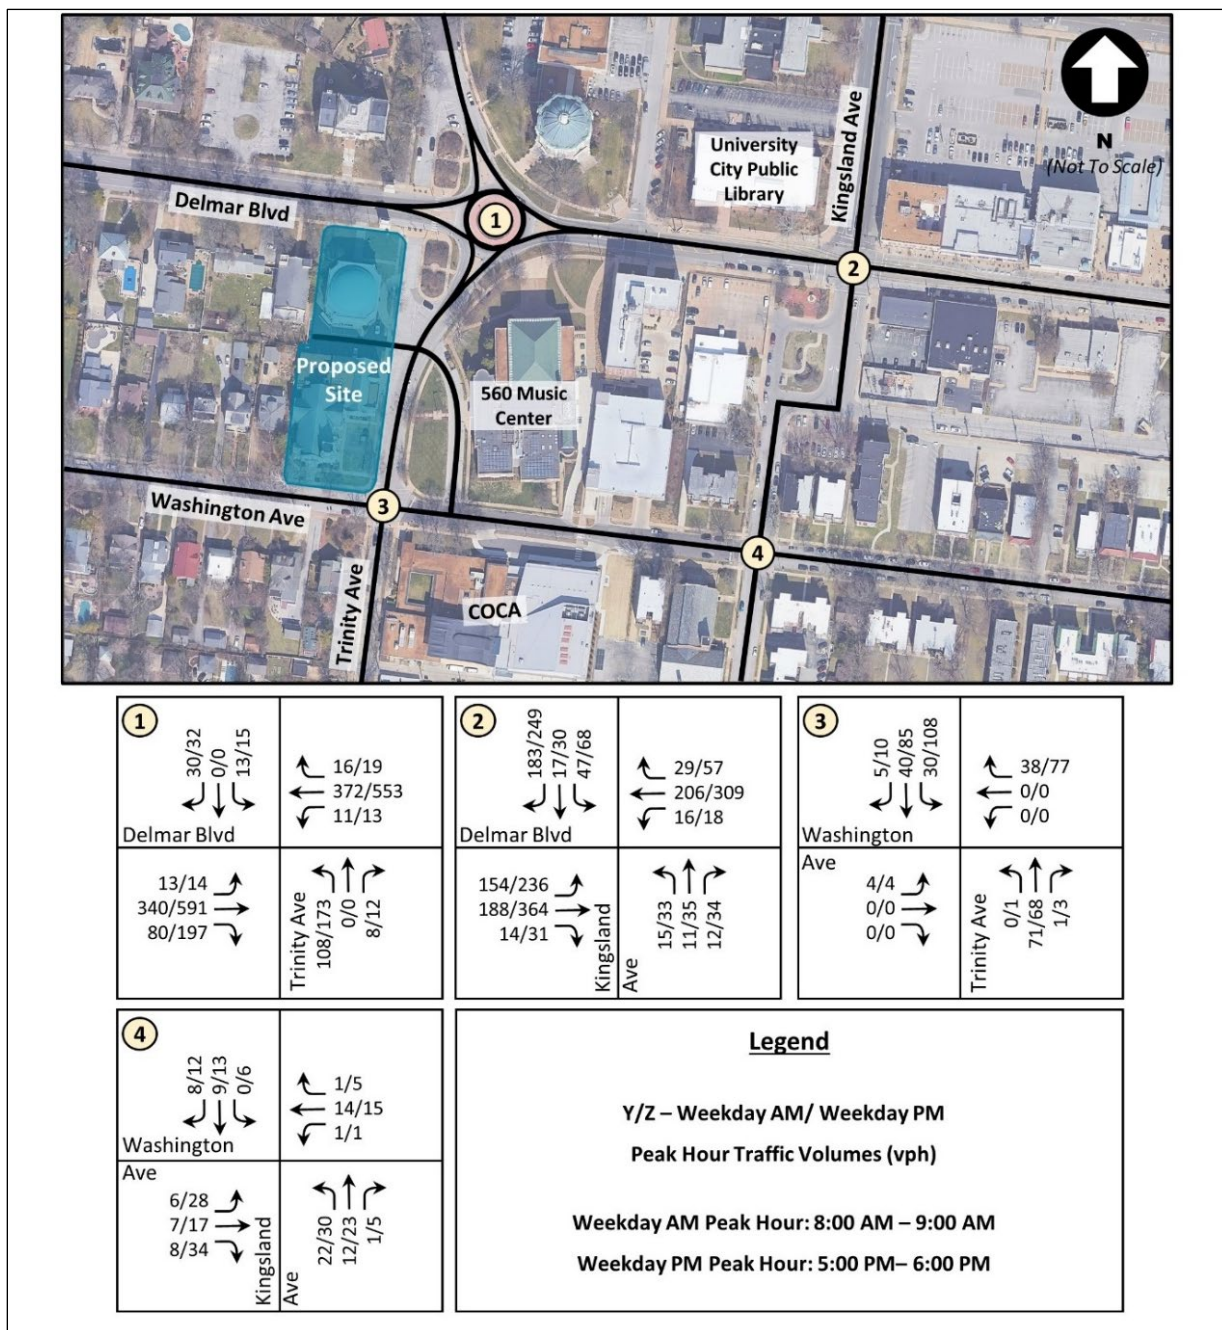 Delmar Blvd
1
University
City Public
Library
Kingsland Ave
N
(Not To Scale)
2
Proposed
Site
560 Music
Center
Washington Ave
3
Trinity Ave
COCA
4
1
30/32
0/0
13/15
16/19
372/553
11/13
Delmar Blvd
13/14
340/591
80/197
Trinity Ave
108/173
0/0
8/12
2
183/249
17/30
47/68
29/57
206/309
16/18
Delmar Blvd
154/236
188/364
14/31
Kingsland
Ave
15/33
11/35
12/34
3
5/10
40/85
30/108
38/77
0/0
0/0
Washington
Ave
4/4
0/0
0/0
Trinity Ave
0/1
71/68
1/3
4
8/12
9/13
0/6
1/5
14/15
1/1
Washington
Ave
6/28
7/17
8/34
Kingsland
Ave
22/30
12/23
1/5
Legend
Y/Z – Weekday AM/ Weekday PM
Peak Hour Traffic Volumes (vph)
Weekday AM Peak Hour: 8:00 AM – 9:00 AM
Weekday PM Peak Hour: 5:00 PM– 6:00 PM